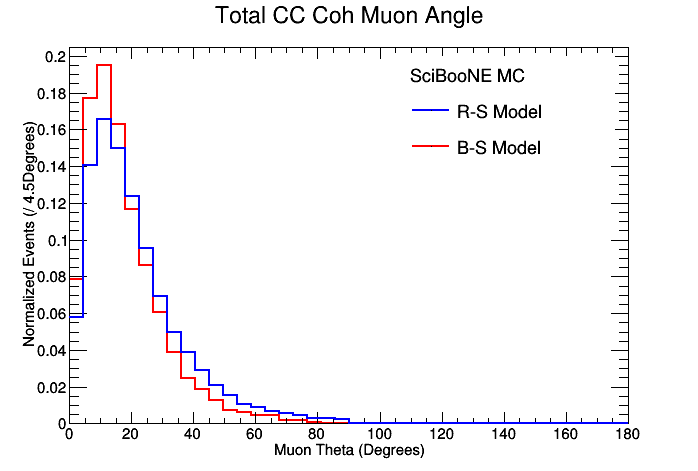 Total CC Coh Muon Angle
Normalized Events (/ 4.5Degrees)
0.2
0.18
0.16
0.14
0.12
0.1
0.08
0.06
0.04
0.02
0
SciBooNE MC
R-S Model
B-S Model
0 20 40 60 80 100 120 140 160 180
Muon Theta (Degrees)